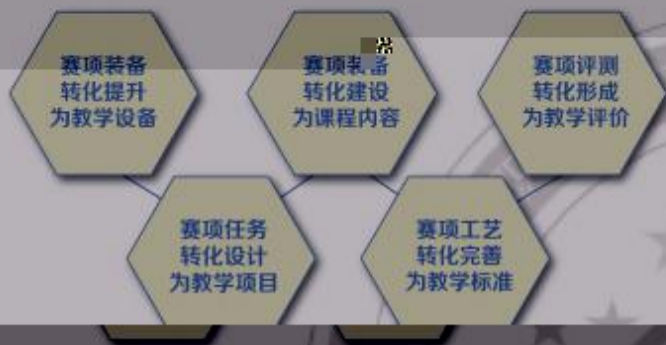 赛项装备
转化提升
为教学设备
赛项装备
转化建设
为课程内容
赛项评测
转化形成
为教学评价
赛项任务
转化设计
为教学项目
赛项工艺
转化完善
为教学标准